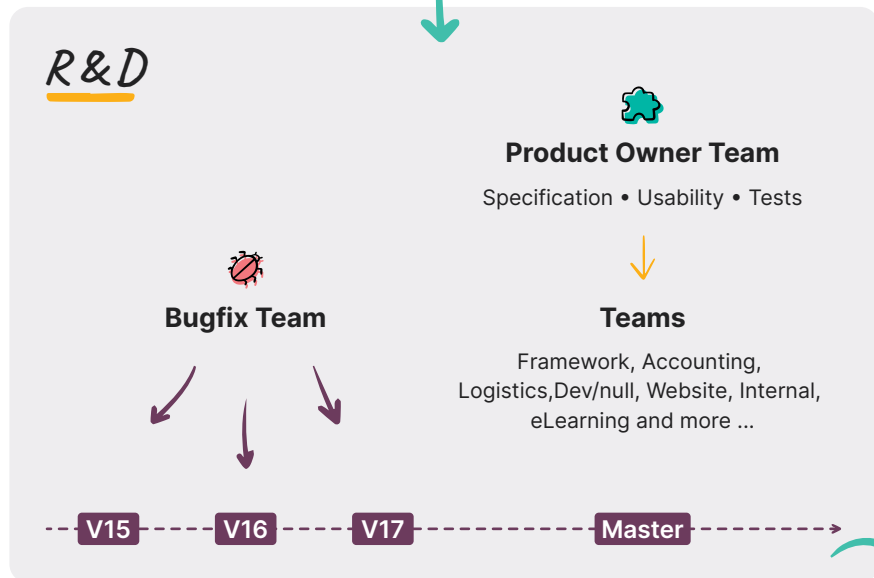 R&D
Product Owner Team
Specification • Usability • Tests
Bugfix Team
Teams
Framework, Accounting,
Logistics,Dev/null, Website, Internal,
eLearning and more ...
V15
V16
V17
Master